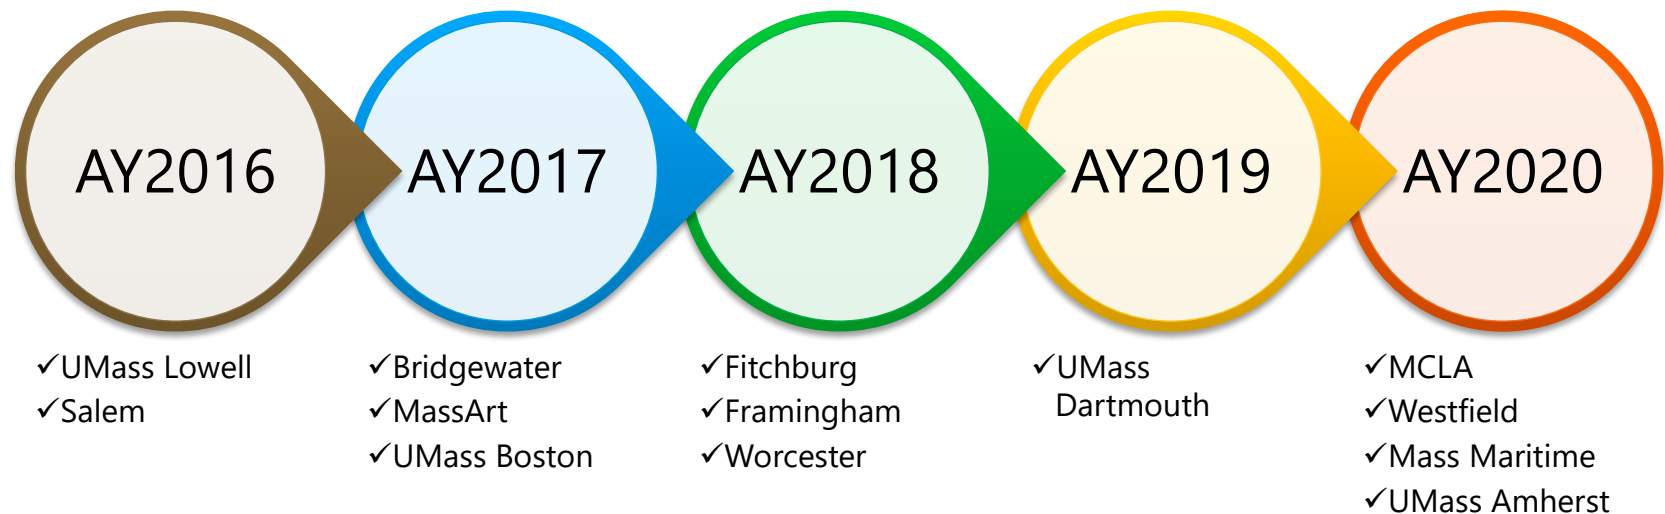 AY2016
AY2017
AY2018
AY2019
AY2020
✓UMass Lowell
✓Salem
✓Bridgewater
✓MassArt
✓UMass Boston
✓Fitchburg
✓Framingham
✓Worcester
✓UMass
Dartmouth
✓MCLA
✓Westfield
✓Mass Maritime
✓UMass Amherst